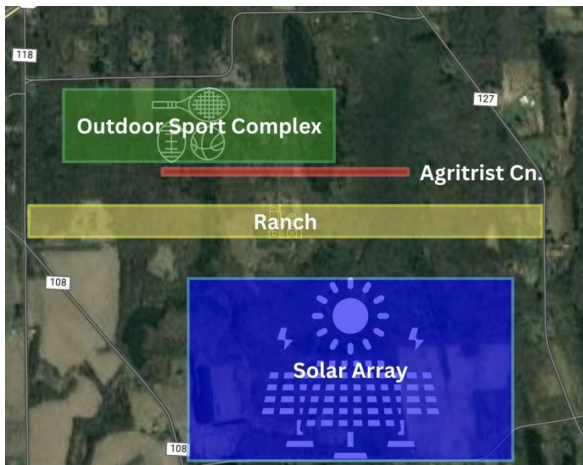 118
127
Outdoor Sport Complex
Agritrist Cn.
Ranch
108
Solar Array
108